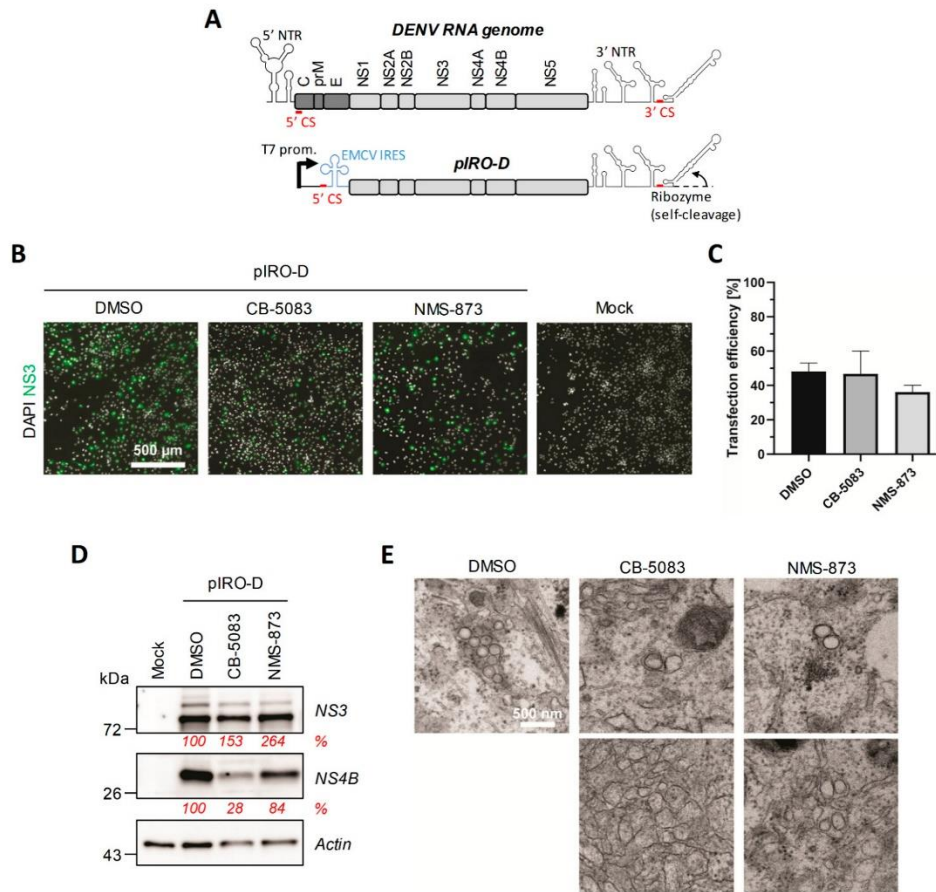 A
DENV RNA genome
5' NTR
3' NTR
C
prM
E
NS1
NS2A
NS2B
NS3
NS4A
NS4B
NS5
5' CS
3' CS
T7 prom.
EMCV IRES
pIRO-D
5' CS
Ribozyme
(self-cleavage)
B
pIRO-D
DMSO CB-5083 NMS-873 Mock
DAPI NS3
500 µm
C
Transfection efficiency [%]
100
80
60
40
20
0
DMSO
CB-5083
NMS-873
D
pIRO-D
Mock
DMSO
CB-5083
NMS-873
kDa
72
NS3
100 153 264 %
26
NS4B
100 28 84 %
43
Actin
E
DMSO CB-5083 NMS-873
500 nm